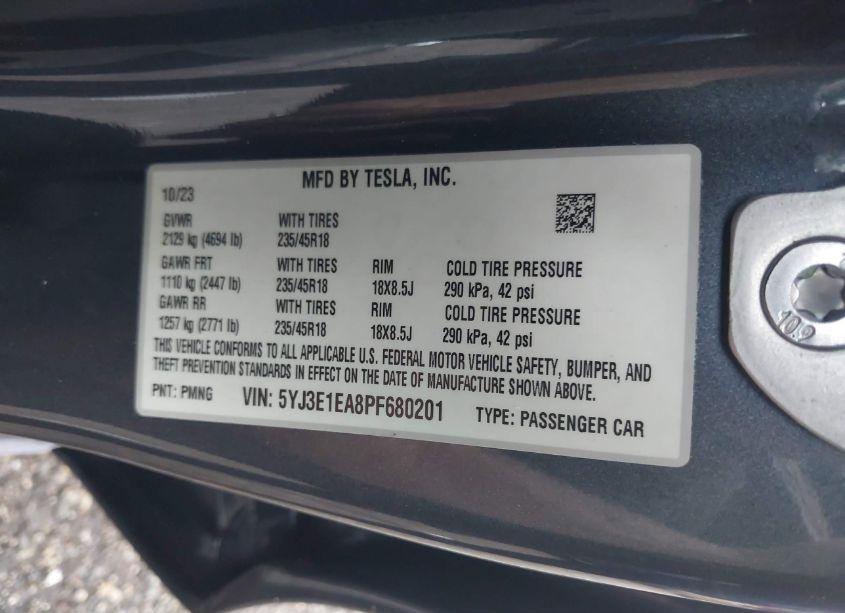 MFD BY TESLA, INC.
10/23
GVWR WITH TIRES
2129 kg (4694 lb) 235/45R18
GAWR FRT WITH TIRES RIM COLD TIRE PRESSURE
1110 kg (2447 lb) 235/45R18 18X8.5J 290 kPa, 42 psi
GAWR RR WITH TIRES RIM COLD TIRE PRESSURE
1257 kg (2771 lb) 235/45R18 18X8.5J 290 kPa, 42 psi
THIS VEHICLE CONFORMS TO ALL APPLICABLE U.S. FEDERAL MOTOR VEHICLE SAFETY, BUMPER, AND
THEFT PREVENTION STANDARDS IN EFFECT ON THE DATE OF MANUFACTURE SHOWN ABOVE.
PNT: PMNG VIN: 5YJ3E1EA8PF680201 TYPE: PASSENGER CAR
10.9